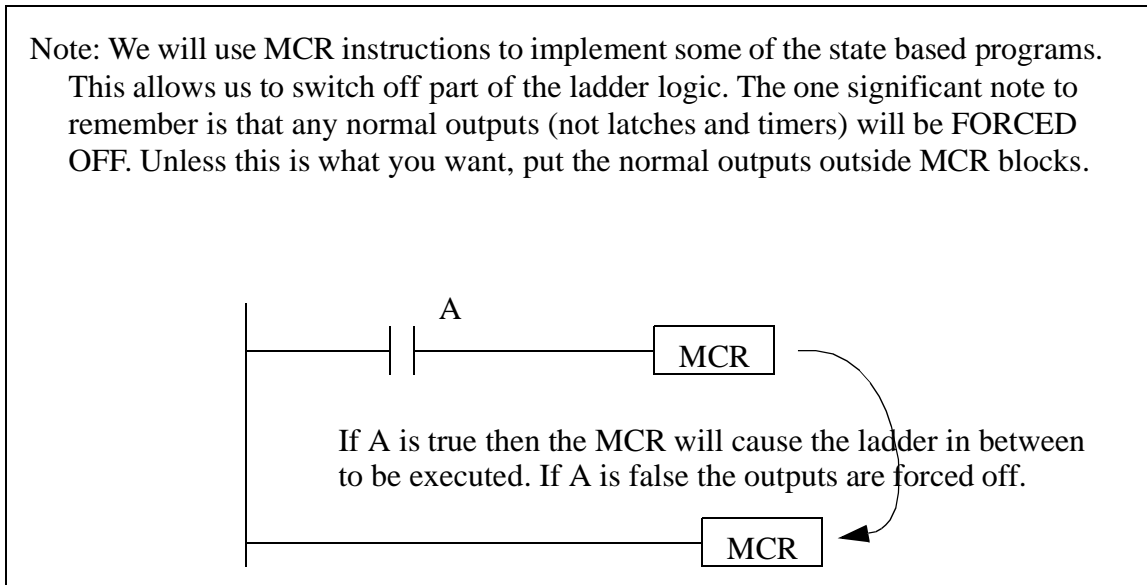 Note: We will use MCR instructions to implement some of the state based programs.
This allows us to switch off part of the ladder logic. The one significant note to
remember is that any normal outputs (not latches and timers) will be FORCED
OFF. Unless this is what you want, put the normal outputs outside MCR blocks.
A
MCR
If A is true then the MCR will cause the ladder in between
to be executed. If A is false the outputs are forced off.
MCR